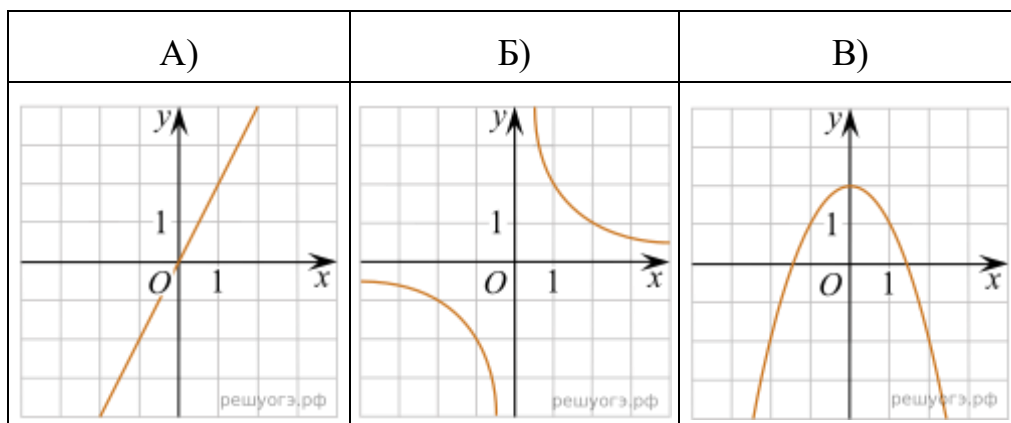 А) Б) В)
y y y
1 1 1
O 1 x O 1 x O 1 x
решуогэ.рф решуогэ.рф решуогэ.рф